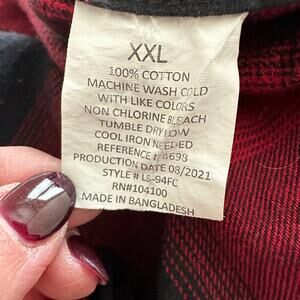 XXL
100% COTTON
MACHINE WASH COLD
WITH LIKE COLORS
NON CHLORINE BLEACH
TUMBLE DRY LOW
COOL IRON NEEDED
REFERENCE # 4698
PRODUCTION DATE 08/2021
STYLE # LS-94FC
RN#104100
MADE IN BANGLADESH